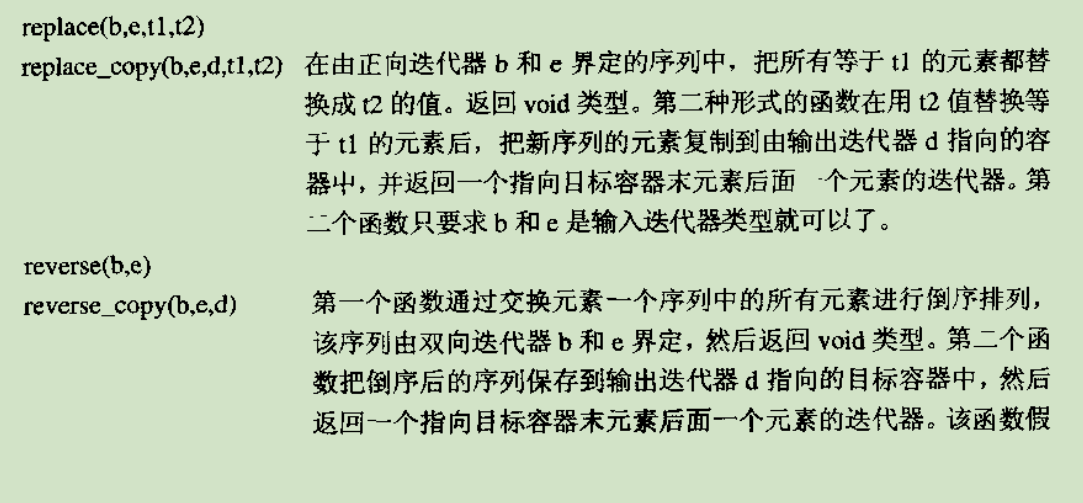 replace(b,e,t1,t2)
replace_copy(b,e,d,t1,t2) 在由正向迭代器 b 和 e 界定的序列中，把所有等于 t1 的元素都替
换成 t2 的值。返回 void 类型。第二种形式的函数在用 t2 值替换等
于 t1 的元素后，把新序列的元素复制到由输出迭代器 d 指向的容
器中，并返回一个指向目标容器末元素后面一个元素的迭代器。第
二个函数只要求 b 和 e 是输入迭代器类型就可以了。
reverse(b,e)
reverse_copy(b,e,d) 第一个函数通过交换元素一个序列中的所有元素进行倒序排列，
该序列由双向迭代器 b 和 e 界定，然后返回 void 类型。第二个函
数把倒序后的序列保存到输出迭代器 d 指向的目标容器中，然后
返回一个指向目标容器末元素后面一个元素的迭代器。该函数假